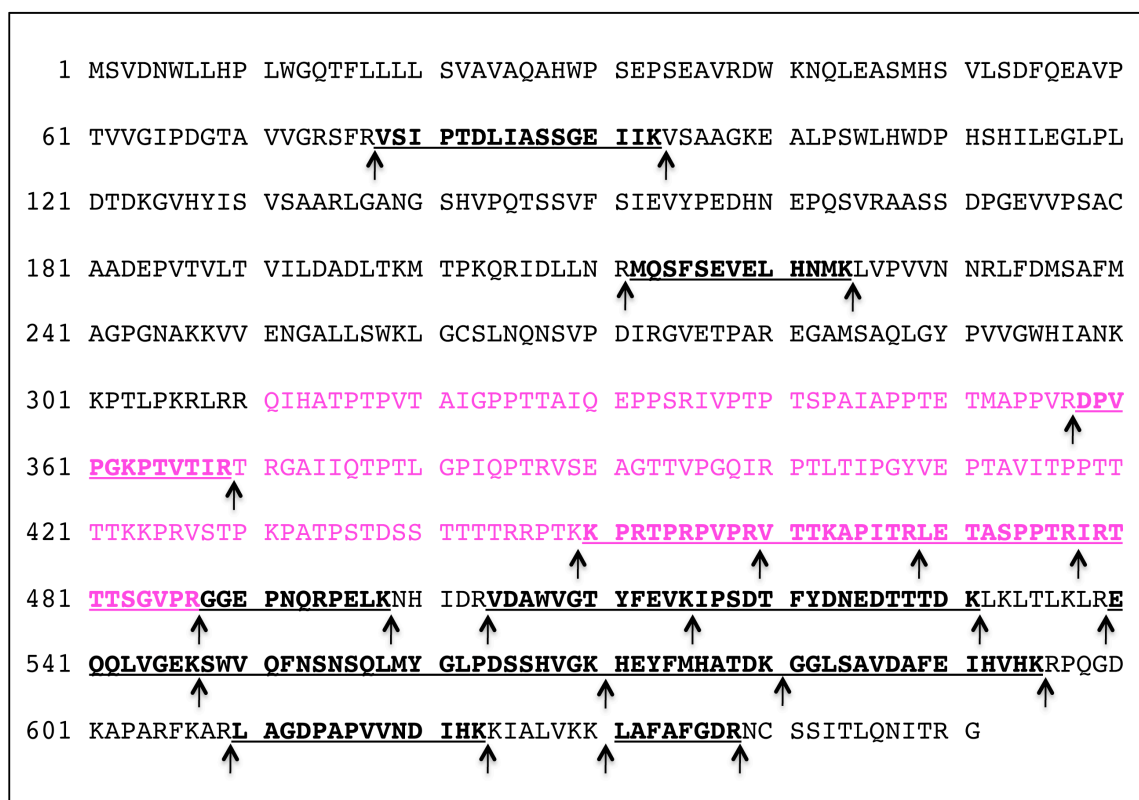 1 MSVDNWLLHP LWGQTFLLLL SVAVAQAHWP SEPSEAVRDW KNQLEASMHS VLSDFQEAVP
61 TVVGIPDGTA VVGRSFRVSI PTDLIASSGE IIKVSAAGKE ALPSWLHWDP HSHILEGLPL
121 DTDKGVHYIS VSAARLGANG SHVPQTSSVF SIEVYPEDHN EPQSVRAASS DPGEVVPSAC
181 AADEPVTVLT VILDADLTKM TPKQRIDLLN RMQSFSEVEL HNMKLVPVVN NRLFDMSAFM
241 AGPGNAKKVV ENGALLSWKL GCSLNQNSVP DIRGVETPAR EGAMSAQLGY PVVGWHIANK
301 KPTLPKRLRR QIHATPTPVT AIGPPTTAIQ EPPSRIVPTP TSPAIAPPTE TMAPPVRDPV
361 PGKPTVTIRT RGAIIQTPTL GPIQPTRVSE AGTTVPGQIR PTLTIPGYVE PTAVITPPTT
421 TTKKPRVSTP KPATPSTDSS TTTTRRPTKK PRTPRPVPRV TTKAPITRLE TASPPTRIRT
481 TTSGVPRGGE PNQRPELKNH IDRVDAWVGT YFEVKIPSDT FYDNEDTTTD KLKLTLKLRE
541 QQLVGEKSWV QFNSNSQLMY GLPDSSHVGK HEYFMHATDK GGLSAVDAFE IHVHKRPQGD
601 KAPARFKARL AGDPAPVVND IHKKIALVKK LAFAFGDRNC SSITLQNITR G